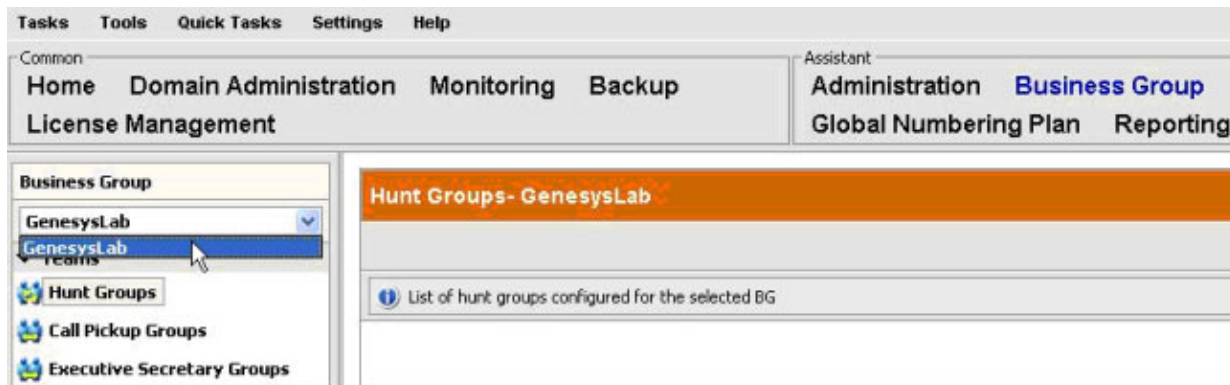 Tasks Tools Quick Tasks Settings Help
Common
Home Domain Administration Monitoring Backup
License Management
Assistant
Administration Business Group
Global Numbering Plan Reporting
Business Group
GenesysLab
GenesysLab
Teams
Hunt Groups
Call Pickup Groups
Executive Secretary Groups
Hunt Groups- GenesysLab
List of hunt groups configured for the selected BG